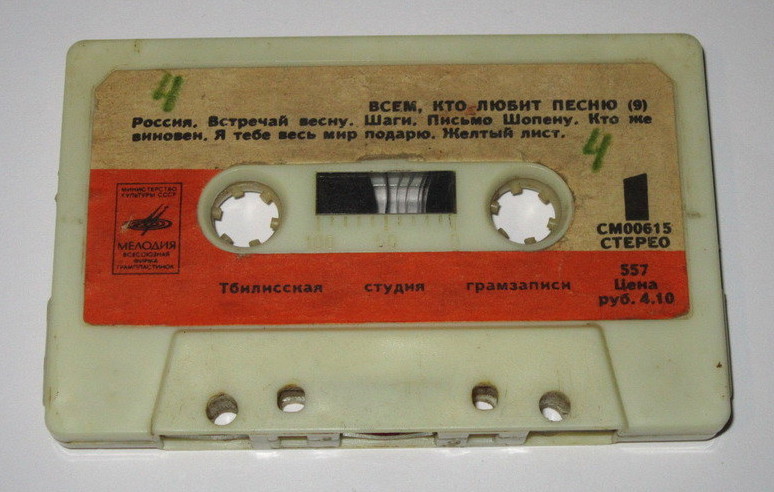 4
ВСЕМ, КТО ЛЮБИТ ПЕСНЮ (9)
Россия. Встречай весну. Шаги. Письмо Шопену. Кто же
виновен. Я тебе весь мир подарю. Желтый лист.
4
МИНИСТЕРСТВО
КУЛЬТУРЫ СССР
МЕЛОДИЯ
ВСЕСОЮЗНАЯ
ФИРМА
ГРАМПЛАСТИНОК
100
1
СМ00615
СТЕРЕО
Тбилисская студия грамзаписи
557
Цена
руб. 4.10